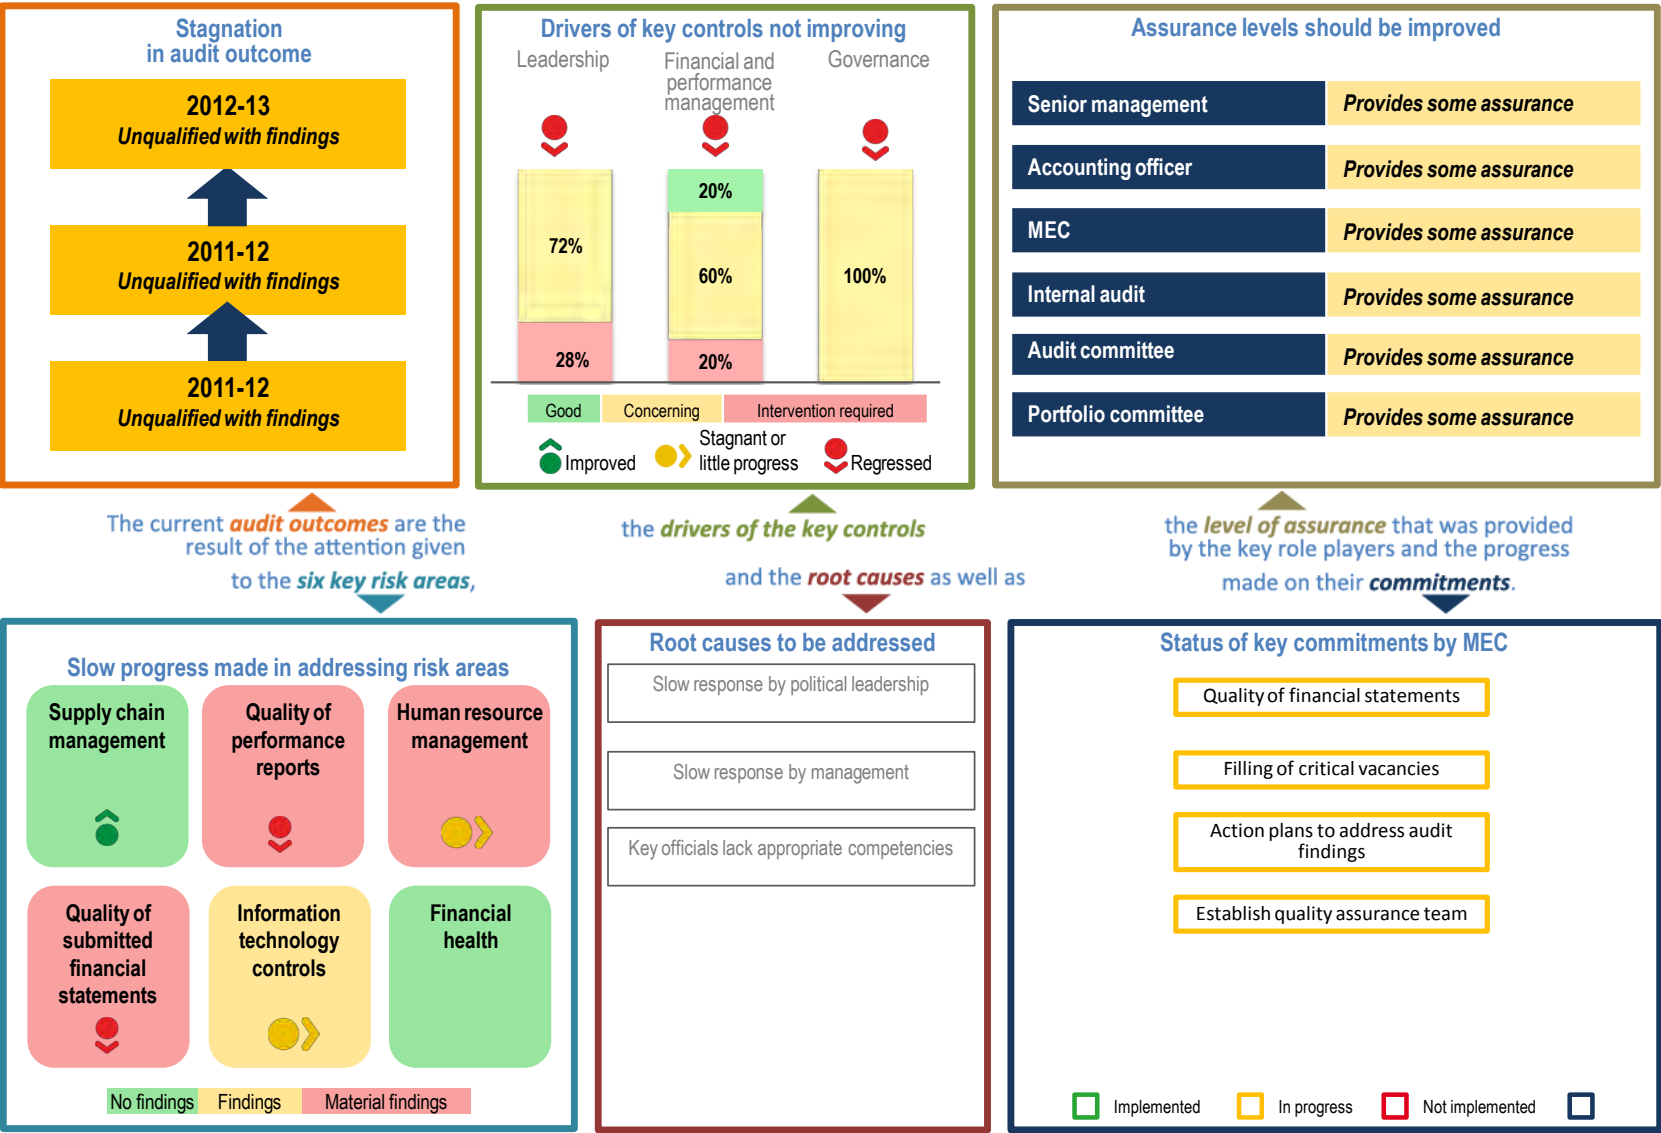 Stagnation
in audit outcome
2012-13
Unqualified with findings
2011-12
Unqualified with findings
2011-12
Unqualified with findings
Drivers of key controls not improving
Leadership
Financial and
performance
management
Governance
72%
28%
20%
60%
20%
100%
Good
Concerning
Intervention required
Improved
Stagnant or
little progress
Regressed
Assurance levels should be improved
Senior management
Provides some assurance
Accounting officer
Provides some assurance
MEC
Provides some assurance
Internal audit
Provides some assurance
Audit committee
Provides some assurance
Portfolio committee
Provides some assurance
The current audit outcomes are the
result of the attention given
to the six key risk areas,
the drivers of the key controls
and the root causes as well as
the level of assurance that was provided
by the key role players and the progress
made on their commitments.
Slow progress made in addressing risk areas
Supply chain
management
Quality of
performance
reports
Human resource
management
Quality of
submitted
financial
statements
Information
technology
controls
Financial
health
No findings
Findings
Material findings
Root causes to be addressed
Slow response by political leadership
Slow response by management
Key officials lack appropriate competencies
Status of key commitments by MEC
Quality of financial statements
Filling of critical vacancies
Action plans to address audit
findings
Establish quality assurance team
Implemented
In progress
Not implemented